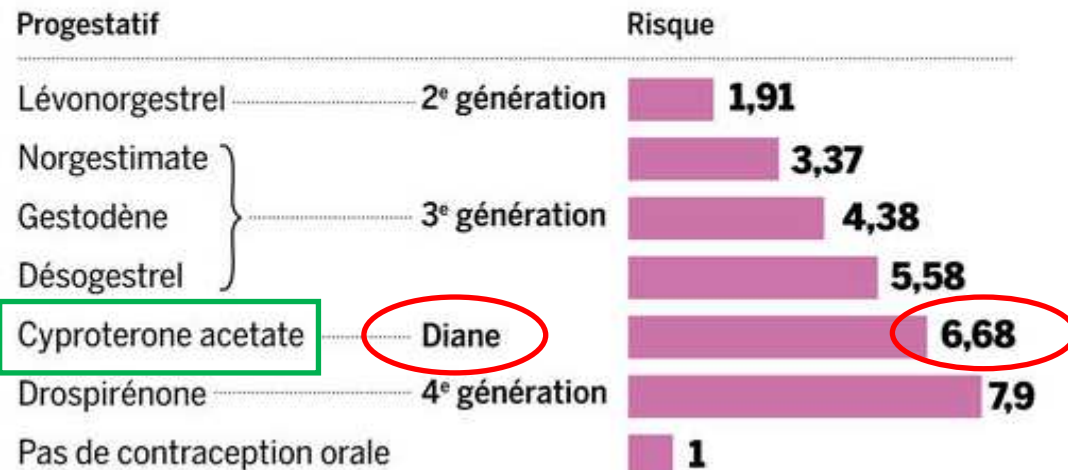 Progestatif Risque
Lévonorgestrel 2e génération 1,91
Norgestimate 3,37
Gestodène 3e génération 4,38
Désogestrel 5,58
Cyproterone acetate Diane 6,68
Drospirénone 4e génération 7,9
Pas de contraception orale 1